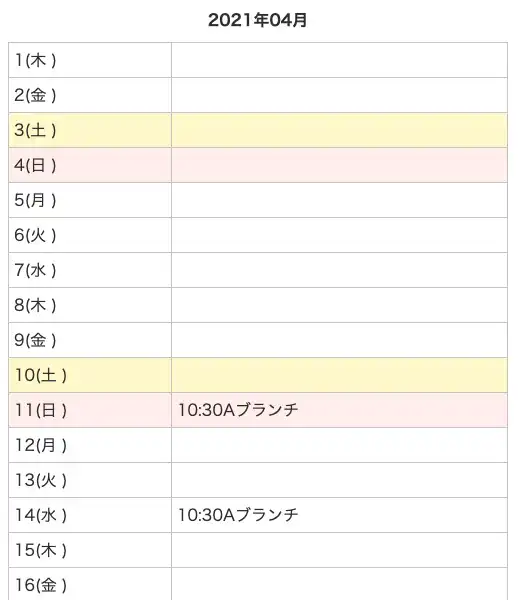 2021年04月
1(木 )
2(金 )
3(土 )
4(日 )
5(月 )
6(火 )
7(水 )
8(木 )
9(金 )
10(土 )
11(日 ) 10:30Aブランチ
12(月 )
13(火 )
14(水 ) 10:30Aブランチ
15(木 )
16(金 )